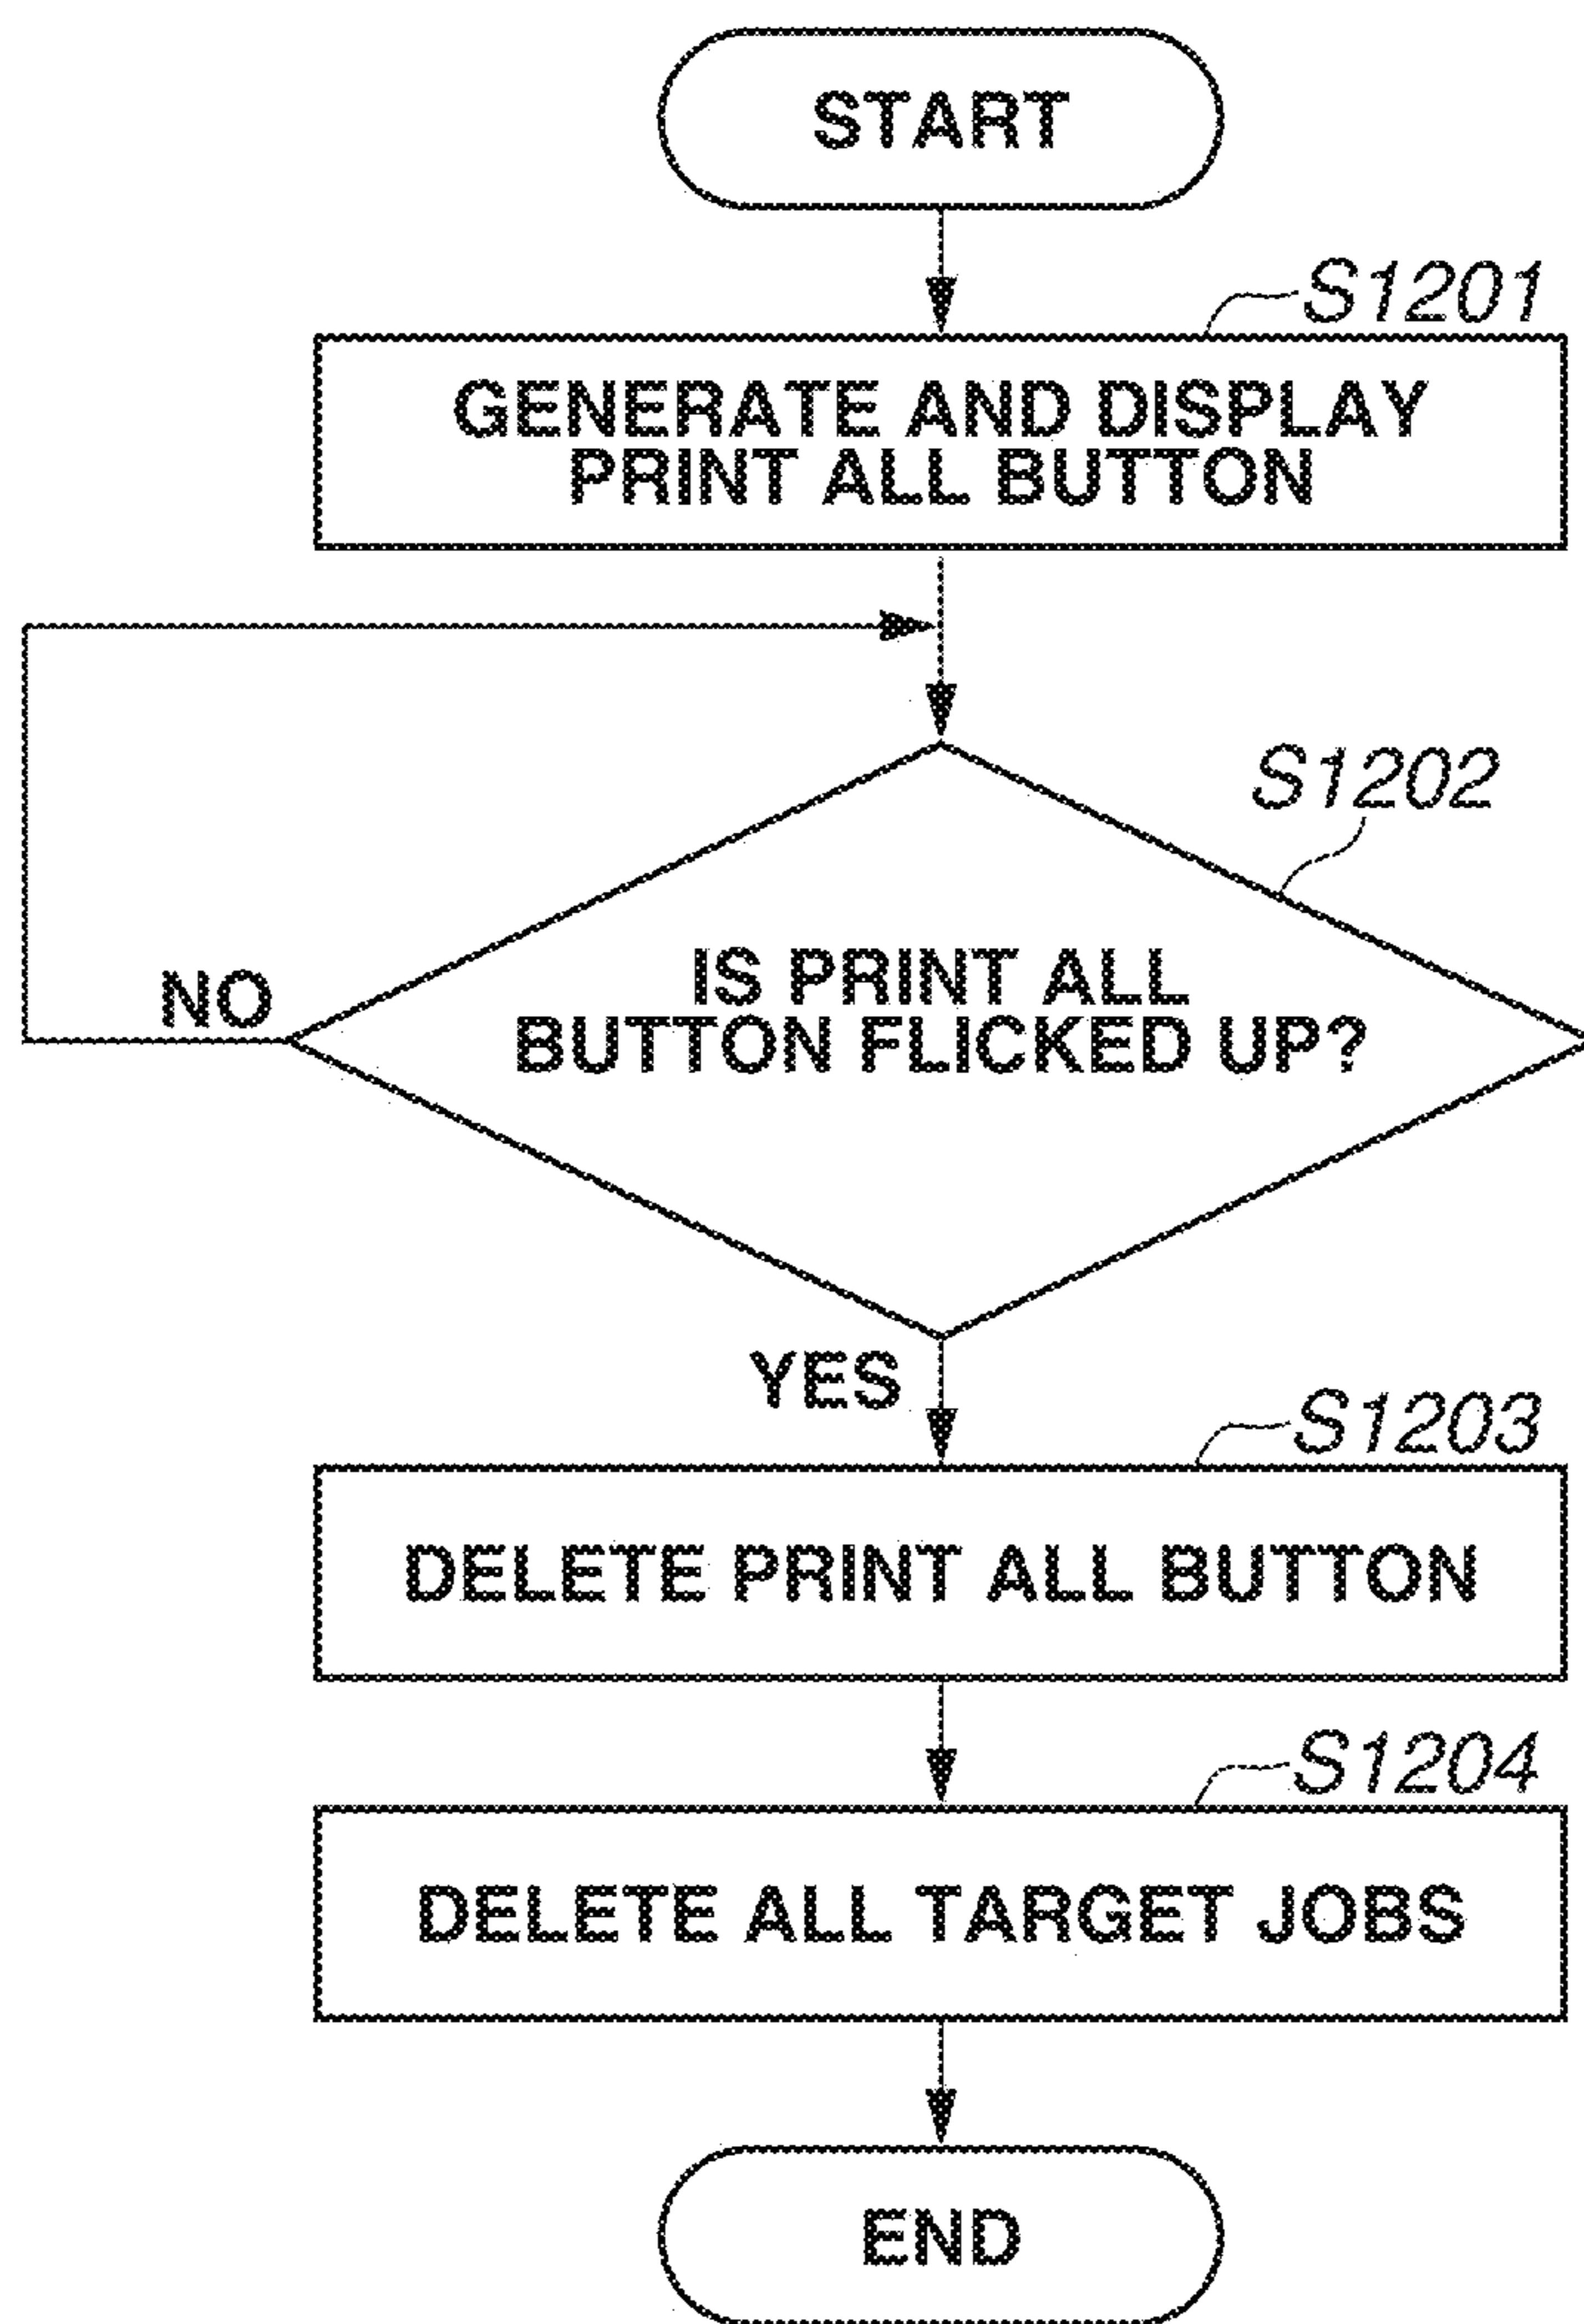 START
S1201
GENERATE AND DISPLAY
PRINT ALL BUTTON
S1202
IS PRINT ALL
BUTTON FLICKED UP?
NO
YES
S1203
DELETE PRINT ALL BUTTON
S1204
DELETE ALL TARGET JOBS
END